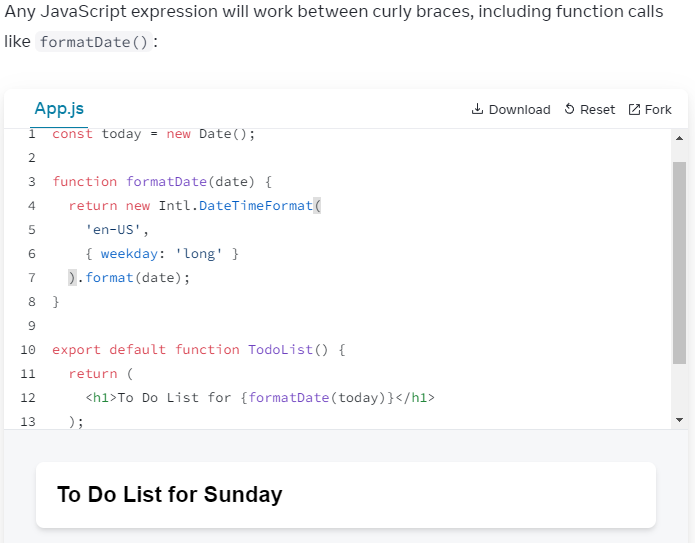 Any JavaScript expression will work between curly braces, including function calls
like formatDate() :
App.js Download Reset Fork
1 const today = new Date();
2
3 function formatDate(date) {
4   return new Intl.DateTimeFormat(
5     'en-US',
6     { weekday: 'long' }
7   ).format(date);
8 }
9
10 export default function TodoList() {
11   return (
12     <h1>To Do List for {formatDate(today)}</h1>
13   );
To Do List for Sunday